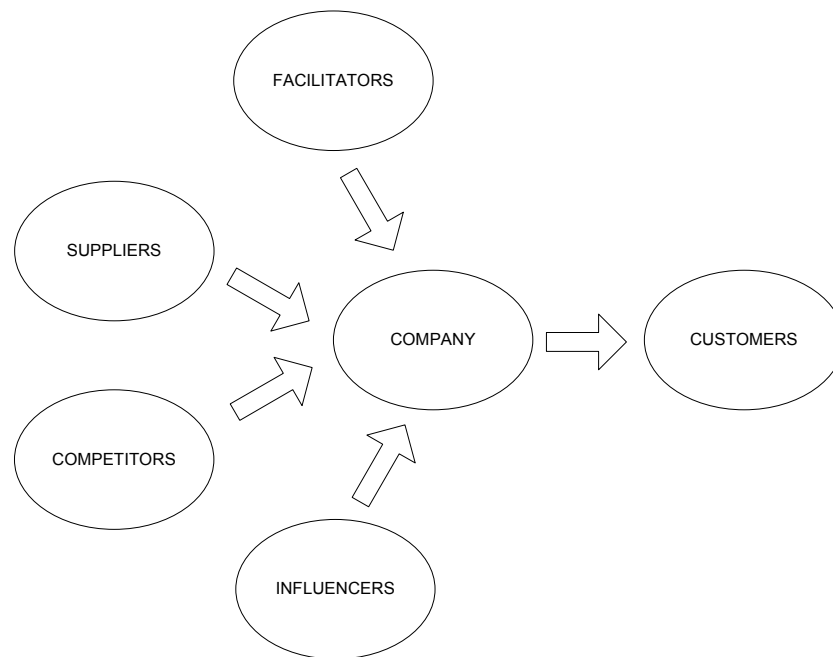 FACILITATORS
SUPPLIERS
COMPANY
CUSTOMERS
COMPETITORS
INFLUENCERS